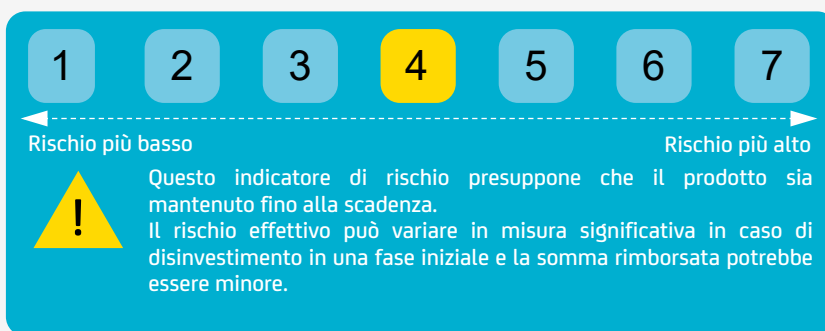 1 2 3 4 5 6 7
Rischio più basso Rischio più alto
!
Questo indicatore di rischio presuppone che il prodotto sia
mantenuto fino alla scadenza.
Il rischio effettivo può variare in misura significativa in caso di
disinvestimento in una fase iniziale e la somma rimborsata potrebbe
essere minore.